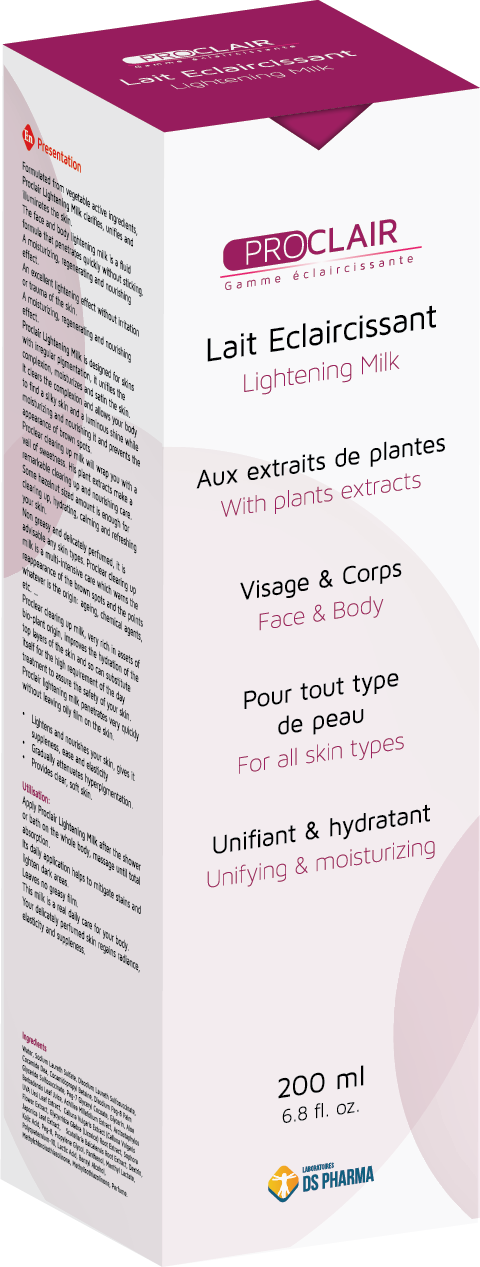 PROCLAIR
Gamme éclaircissante
Lait Eclaircissant
Lightening Milk
En Presentation
Formulated from vegetable active ingredients,
Proclair Lightening Milk clarifies, unifies and
illuminates the skin.
The face and body lightening milk is a fluid
formula that penetrates quickly without sticking.
A moisturizing, regenerating and nourishing
effect.
An excellent lightening effect without irritation
or trauma of the skin.
A moisturizing, regenerating and nourishing
effect.
Proclair Lightening Milk is designed for skins
with irregular pigmentation, it unifies the
complexion, moisturizes and satin the skin.
It clears the complexion and allows your body
to find a silky skin and a luminous shine while
moisturizing and nourishing it and prevents the
appearance of brown spots.
Proclair clearing up milk will wrap you with a
veil of sweetness. His plant extracts make a
remarkable clearing up and nourishing care.
Some hazelnut sized amount is enough for
clearing up, hydrating, calming and refreshing
your skin.
Non greasy and delicately perfumed, it is
advisable any skin types. Proclair clearing up
milk is a multi-intensive care which warns the
reappearance of the brown spots and the points
whatever is the origin: ageing, chemical agents,
etc. ...
Proclair clearing up milk, very rich in assets of
bio-plant origin, improves the hydration of the
top layers of the skin and so can substitute
itself for the high requirement of the day
treatment to assure the safety of your skin.
Proclair lightening milk penetrates very quickly
without leaving oily film on the skin.
• Lightens and nourishes your skin, gives it
suppleness, ease and elasticity
• Gradually attenuates hyperpigmentation.
• Provides clear, soft skin.
Utilisation:
Apply Proclair Lightening Milk after the shower
or bath on the whole body, massage until total
absorption.
Its daily application helps to mitigate stains and
lighten dark areas.
Leaves no greasy film.
This milk is a real daily care for your body.
Your delicately perfumed skin regains radiance,
elasticity and suppleness.
Ingredients
Water, Sodium Laureth Sulfate, Disodium Laureth Sulfosuccinate,
PROCLAIR
Gamme éclaircissante
Lait Eclaircissant
Lightening Milk
Aux extraits de plantes
With plants extracts
Visage & Corps
Face & Body
Pour tout type
de peau
For all skin types
Unifiant & hydratant
Unifying & moisturizing
200 ml
6.8 fl. oz.
LABORATOIRES
DS PHARMA